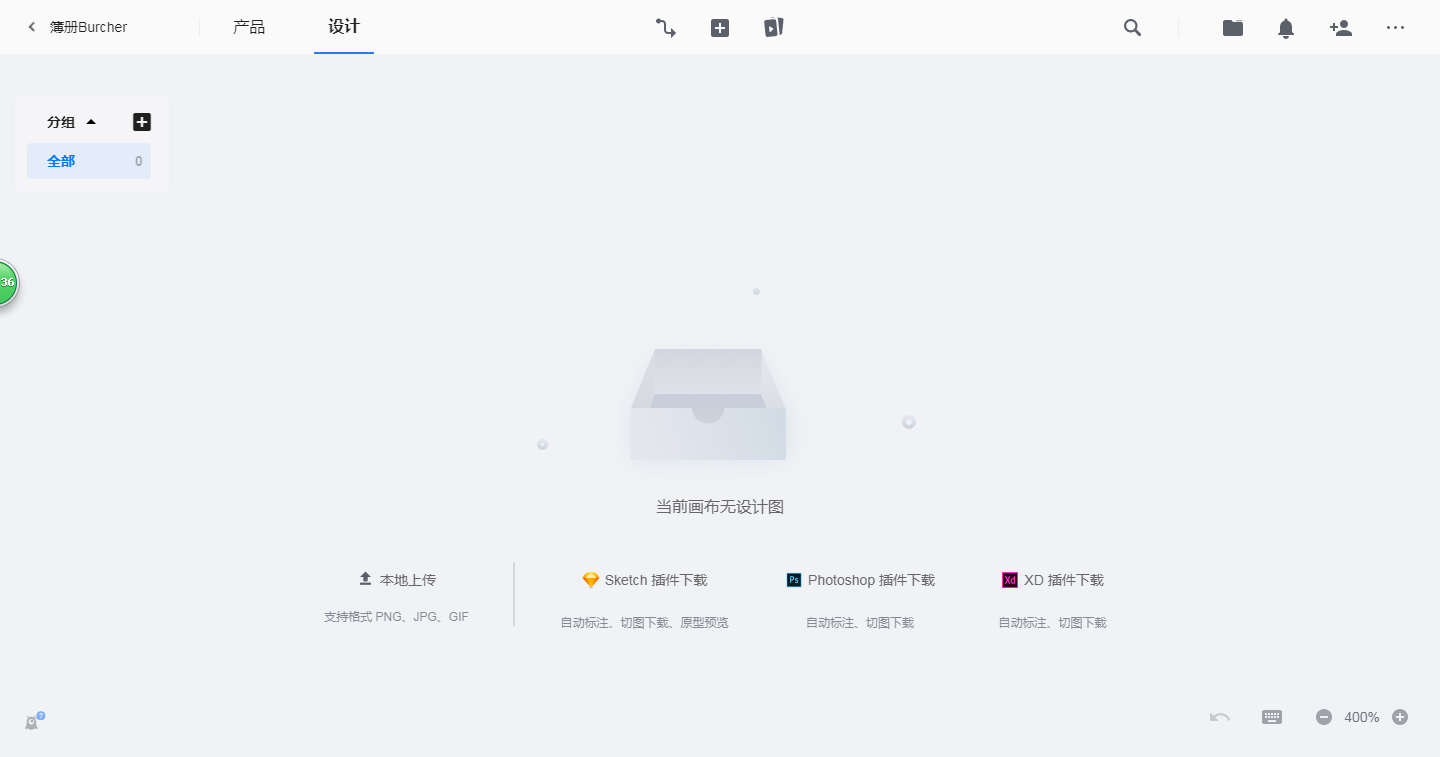 簿册Burcher
产品
设计
分组
全部 0
36
当前画布无设计图
本地上传
支持格式 PNG、JPG、GIF
Sketch 插件下载
自动标注、切图下载、原型预览
Ps Photoshop 插件下载
自动标注、切图下载
Xd XD 插件下载
自动标注、切图下载
?
400%